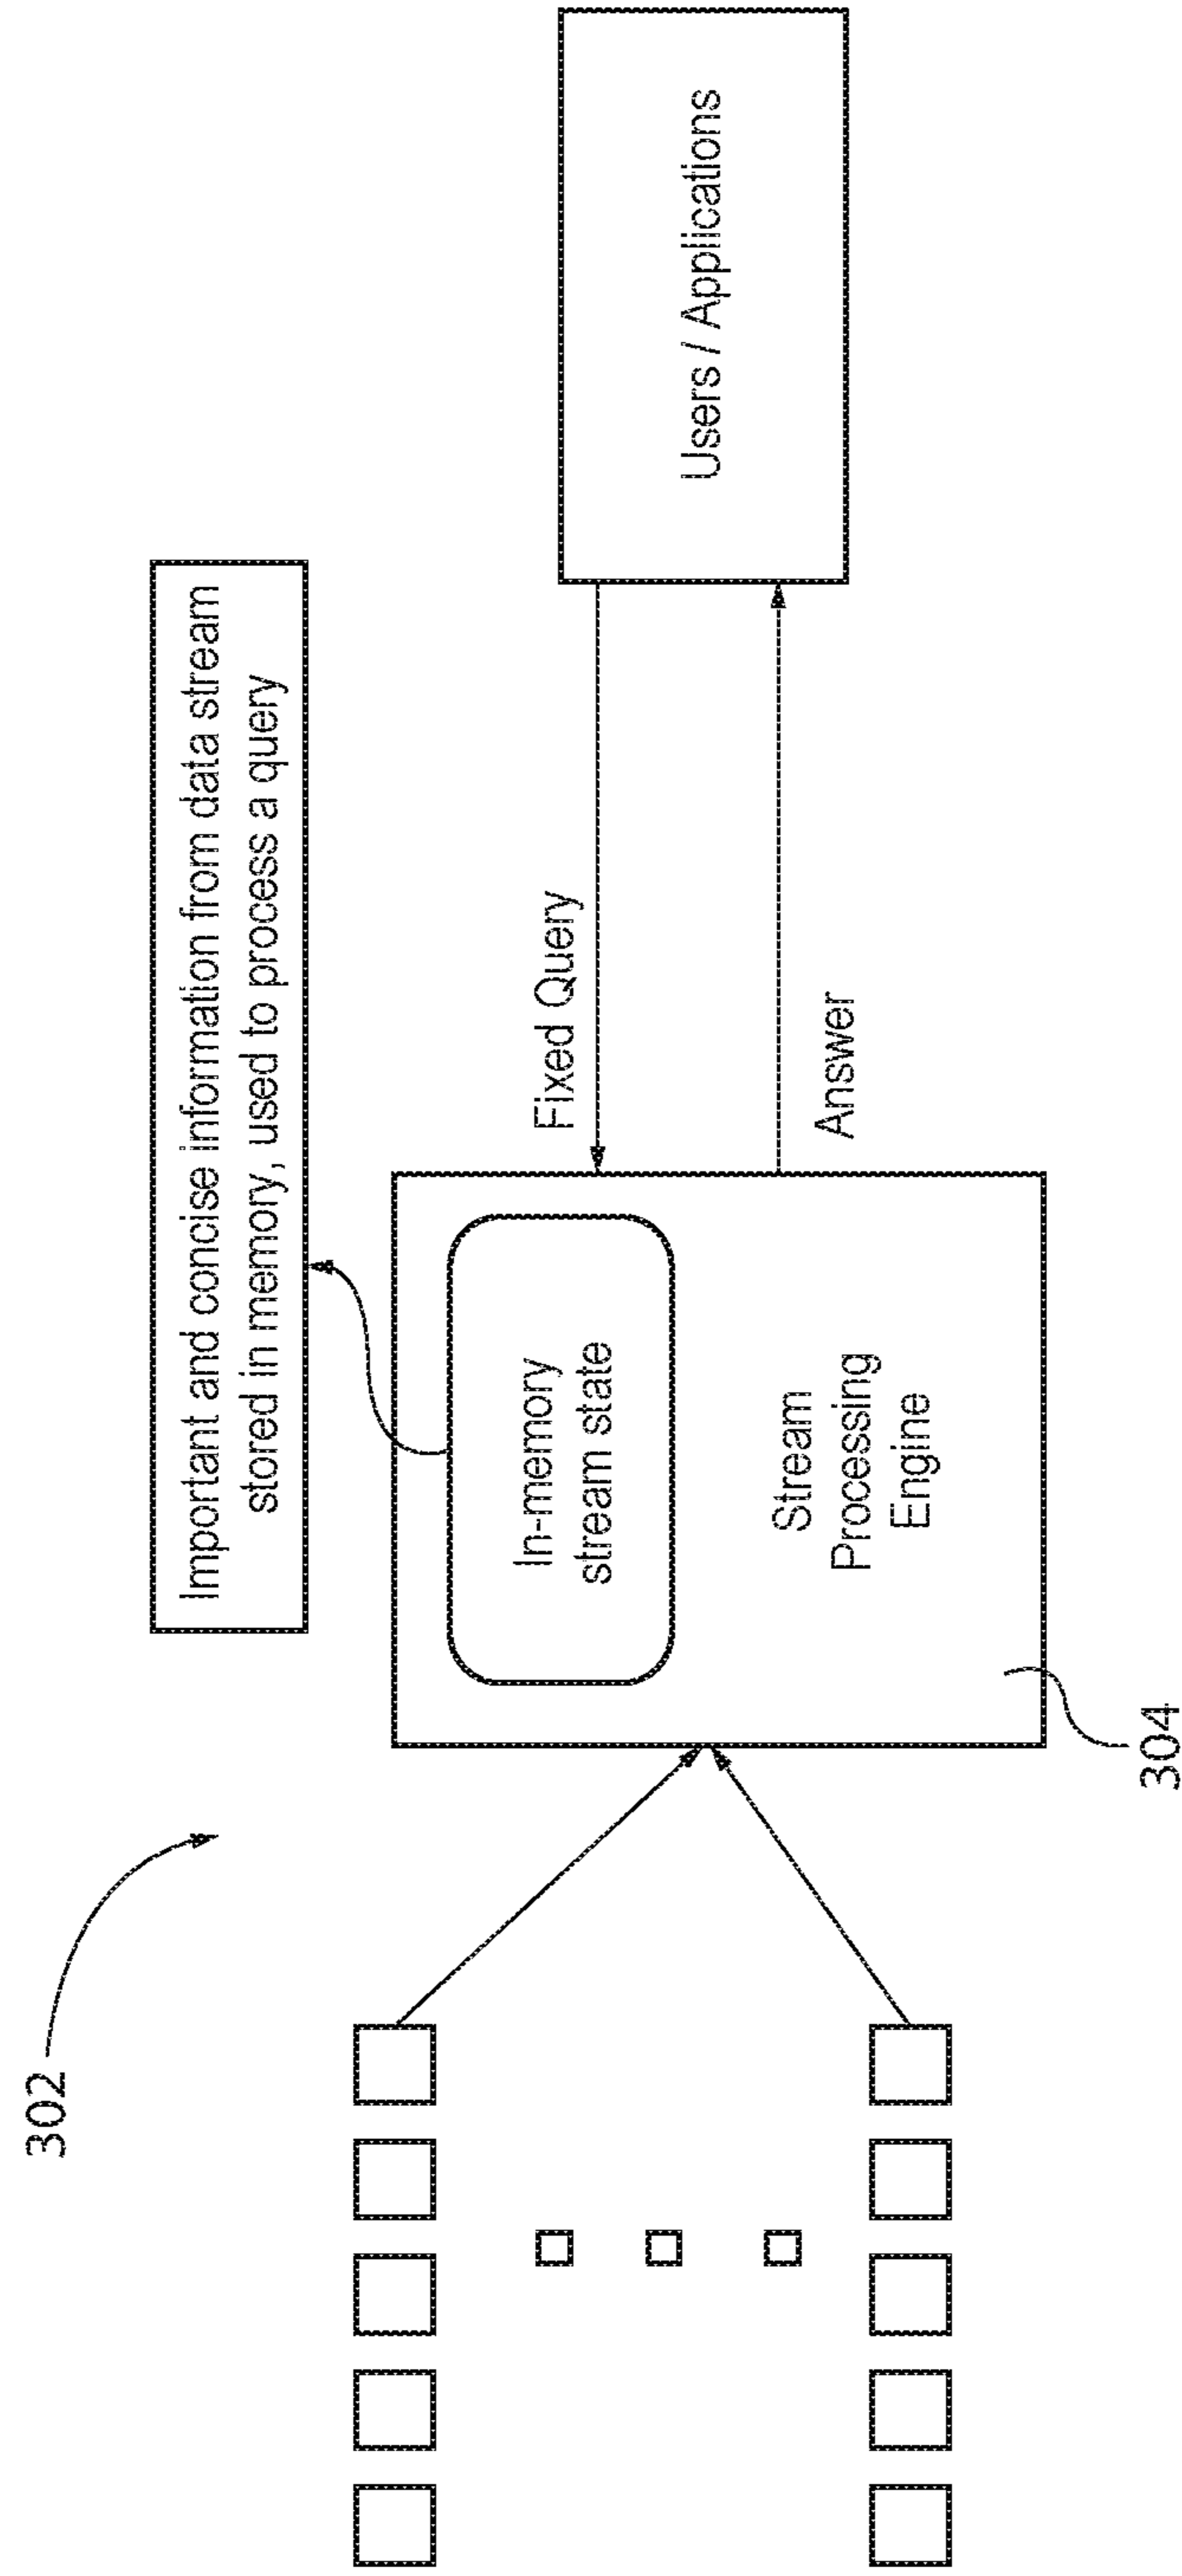 302
Important and concise information from data stream
stored in memory, used to process a query
In-memory
stream state
Stream
Processing
Engine
304
Fixed Query
Answer
Users / Applications